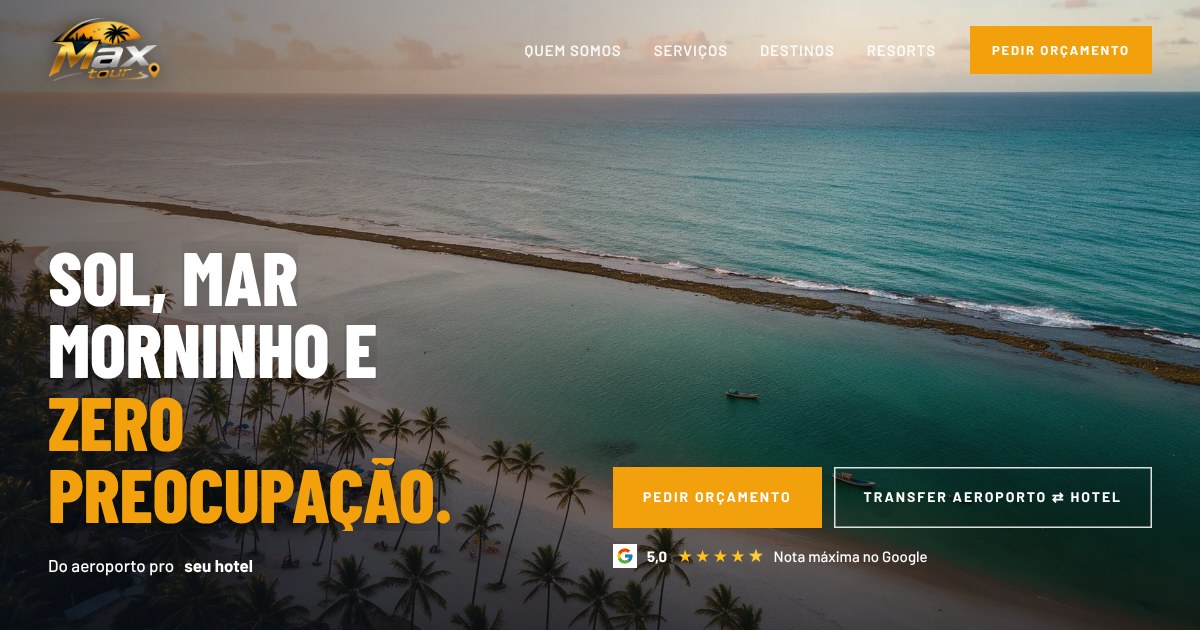 Max
tour
QUEM SOMOS
SERVIÇOS
DESTINOS
RESORTS
PEDIR ORÇAMENTO
SOL, MAR
MORNINHO E
ZERO
PREOCUPAÇÃO.
Do aeroporto pro seu hotel
PEDIR ORÇAMENTO
TRANSFER AEROPORTO ⇄ HOTEL
G 5,0 ★★★★★ Nota máxima no Google